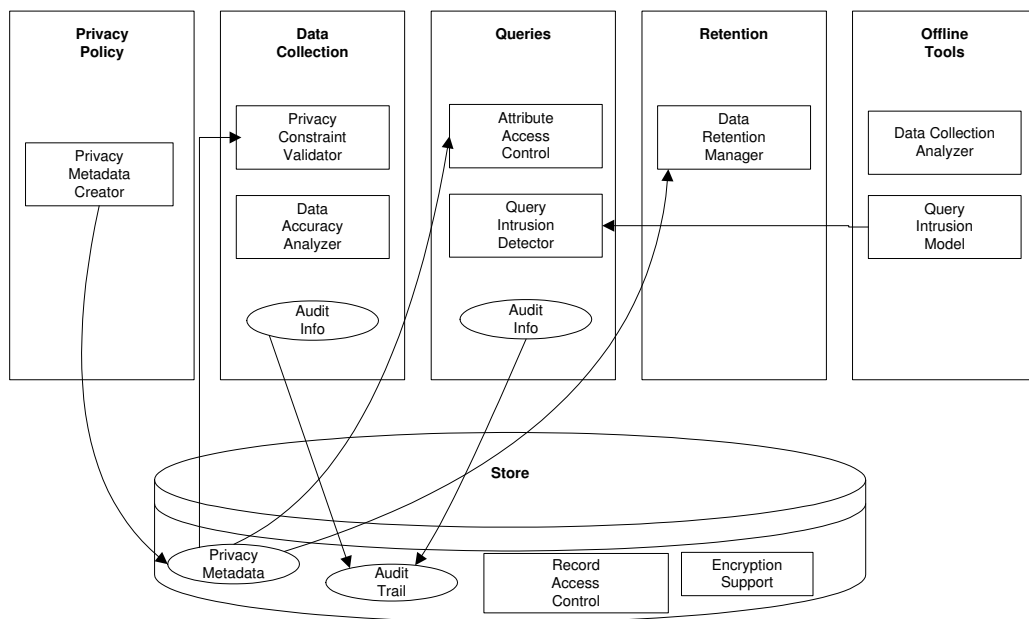 Privacy
Policy
Data
Collection
Queries
Retention
Offline
Tools
Privacy
Metadata
Creator
Privacy
Constraint
Validator
Data
Accuracy
Analyzer
Audit
Info
Attribute
Access
Control
Query
Intrusion
Detector
Audit
Info
Data
Retention
Manager
Data Collection
Analyzer
Query
Intrusion
Model
Store
Privacy
Metadata
Audit
Trail
Record
Access
Control
Encryption
Support